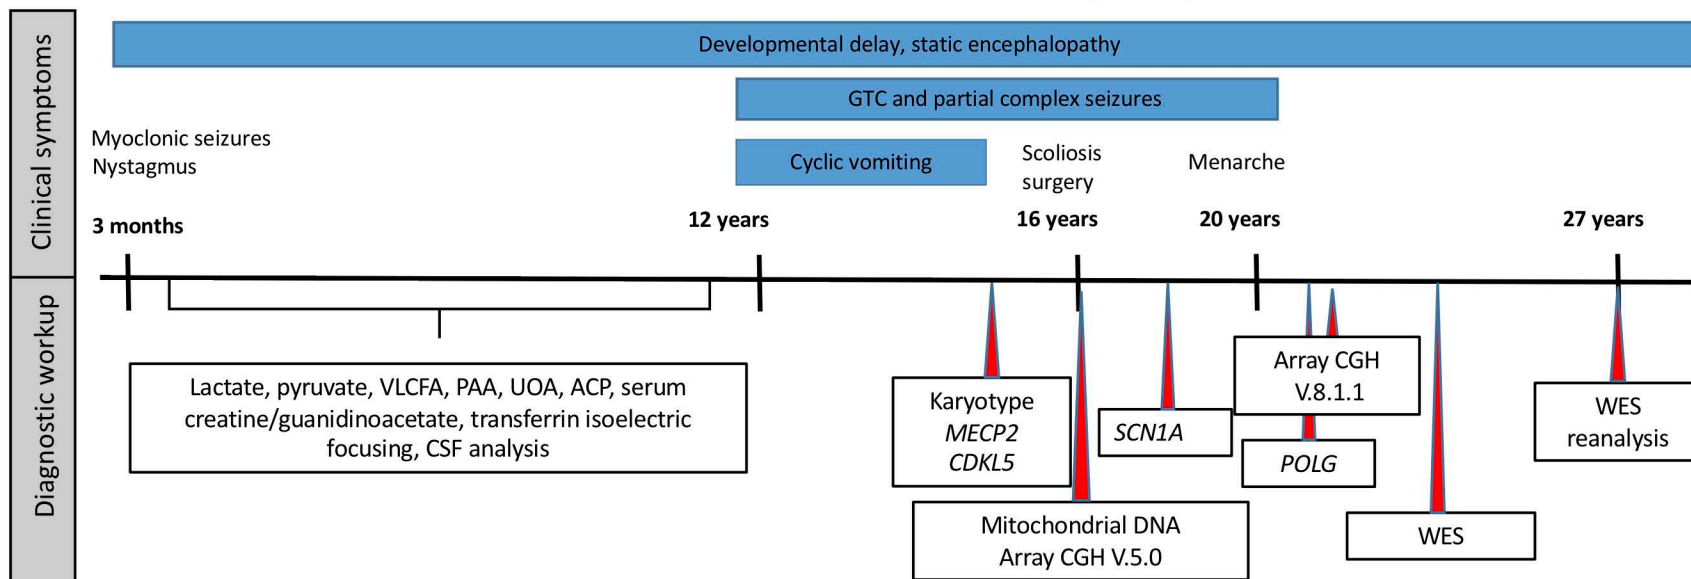 Clinical symptoms
Developmental delay, static encephalopathy
GTC and partial complex seizures
Myoclonic seizures
Nystagmus
Cyclic vomiting
Scoliosis
surgery
Menarche
3 months
12 years
16 years
20 years
27 years
Diagnostic workup
Lactate, pyruvate, VLCFA, PAA, UOA, ACP, serum
creatine/guanidinoacetate, transferrin isoelectric
focusing, CSF analysis
Karyotype
MECP2
CDKL5
Mitochondrial DNA
Array CGH V.5.0
SCN1A
Array CGH
V.8.1.1
POLG
WES
WES
reanalysis